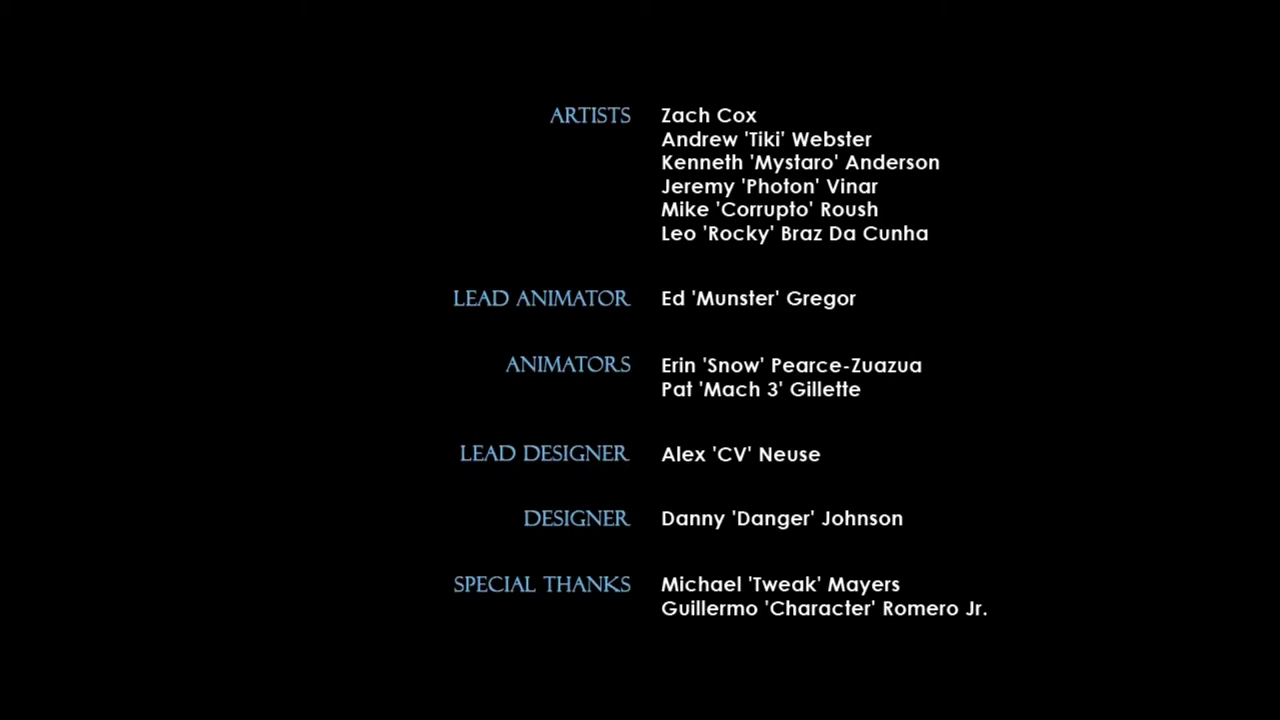 ARTISTS Zach Cox
Andrew 'Tiki' Webster
Kenneth 'Mystaro' Anderson
Jeremy 'Photon' Vinar
Mike 'Corrupto' Roush
Leo 'Rocky' Braz Da Cunha
LEAD ANIMATOR Ed 'Munster' Gregor
ANIMATORS Erin 'Snow' Pearce-Zuazua
Pat 'Mach 3' Gillette
LEAD DESIGNER Alex 'CV' Neuse
DESIGNER Danny 'Danger' Johnson
SPECIAL THANKS Michael 'Tweak' Mayers
Guillermo 'Character' Romero Jr.